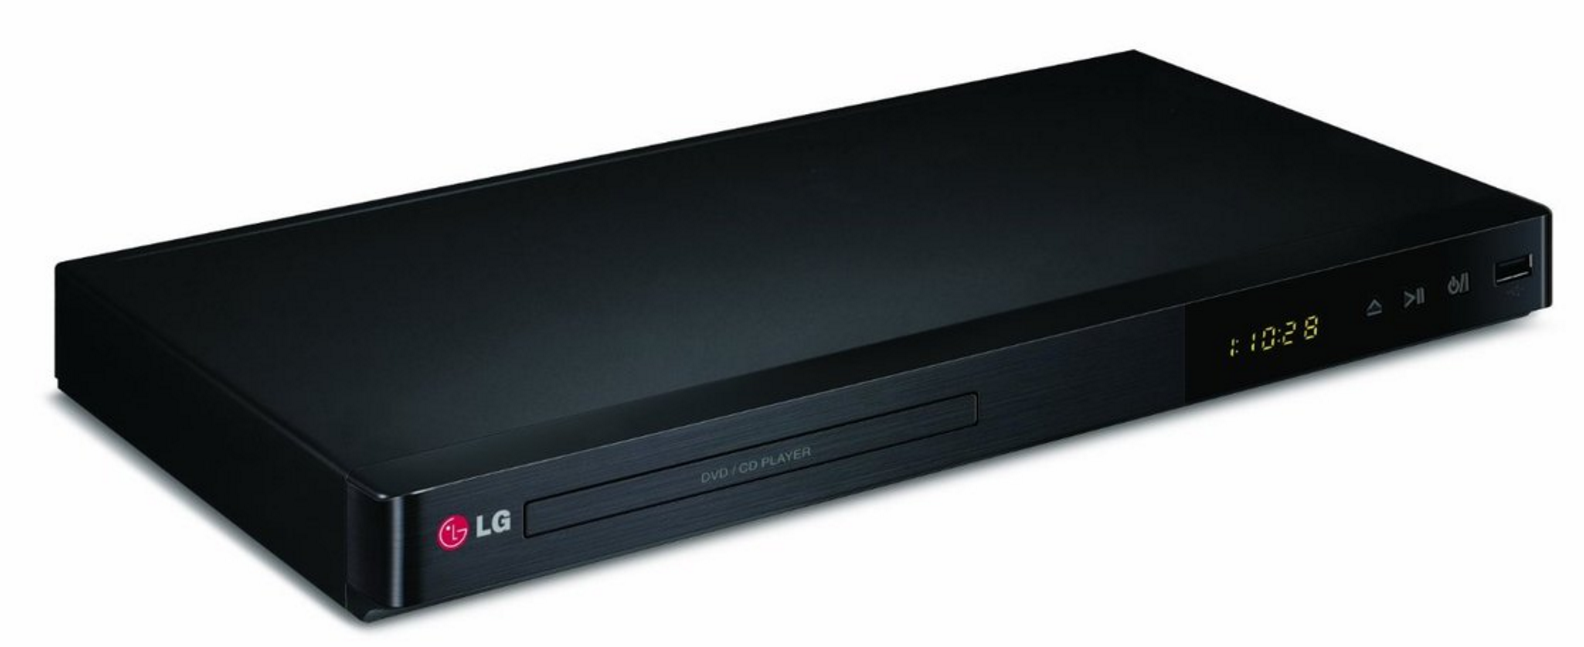 LG
DVD / CD PLAYER
1:10:28